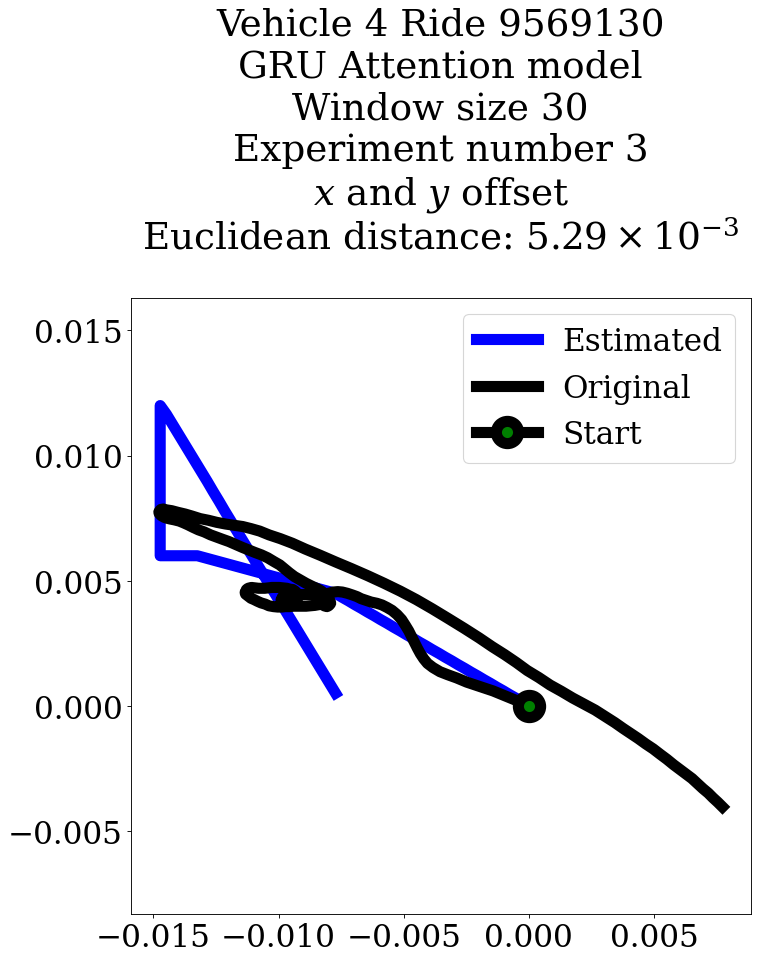 Vehicle 4 Ride 9569130
GRU Attention model
Window size 30
Experiment number 3
x and y offset
Euclidean distance: 5.29 × 10⁻³
Estimated
Original
Start
0.015
0.010
0.005
0.000
−0.005
−0.015 −0.010 −0.005 0.000 0.005